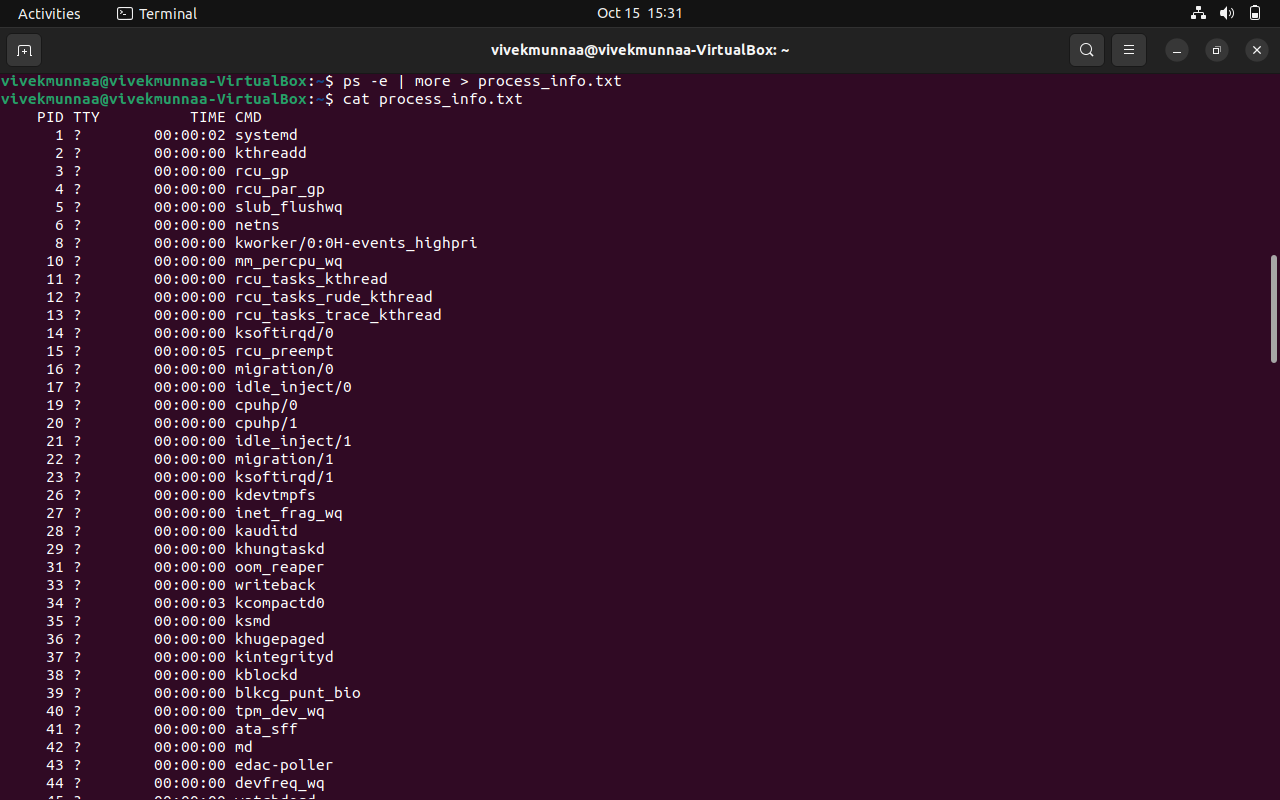 Activities Terminal Oct 15 15:31
vivekmunnaa@vivekmunnaa-VirtualBox: ~
vivekmunnaa@vivekmunnaa-VirtualBox:~$ ps -e | more > process_info.txt
vivekmunnaa@vivekmunnaa-VirtualBox:~$ cat process_info.txt
    PID TTY          TIME CMD
      1 ?        00:00:02 systemd
      2 ?        00:00:00 kthreadd
      3 ?        00:00:00 rcu_gp
      4 ?        00:00:00 rcu_par_gp
      5 ?        00:00:00 slub_flushwq
      6 ?        00:00:00 netns
      8 ?        00:00:00 kworker/0:0H-events_highpri
     10 ?        00:00:00 mm_percpu_wq
     11 ?        00:00:00 rcu_tasks_kthread
     12 ?        00:00:00 rcu_tasks_rude_kthread
     13 ?        00:00:00 rcu_tasks_trace_kthread
     14 ?        00:00:00 ksoftirqd/0
     15 ?        00:00:05 rcu_preempt
     16 ?        00:00:00 migration/0
     17 ?        00:00:00 idle_inject/0
     19 ?        00:00:00 cpuhp/0
     20 ?        00:00:00 cpuhp/1
     21 ?        00:00:00 idle_inject/1
     22 ?        00:00:00 migration/1
     23 ?        00:00:00 ksoftirqd/1
     26 ?        00:00:00 kdevtmpfs
     27 ?        00:00:00 inet_frag_wq
     28 ?        00:00:00 kauditd
     29 ?        00:00:00 khungtaskd
     31 ?        00:00:00 oom_reaper
     33 ?        00:00:00 writeback
     34 ?        00:00:03 kcompactd0
     35 ?        00:00:00 ksmd
     36 ?        00:00:00 khugepaged
     37 ?        00:00:00 kintegrityd
     38 ?        00:00:00 kblockd
     39 ?        00:00:00 blkcg_punt_bio
     40 ?        00:00:00 tpm_dev_wq
     41 ?        00:00:00 ata_sff
     42 ?        00:00:00 md
     43 ?        00:00:00 edac-poller
     44 ?        00:00:00 devfreq_wq